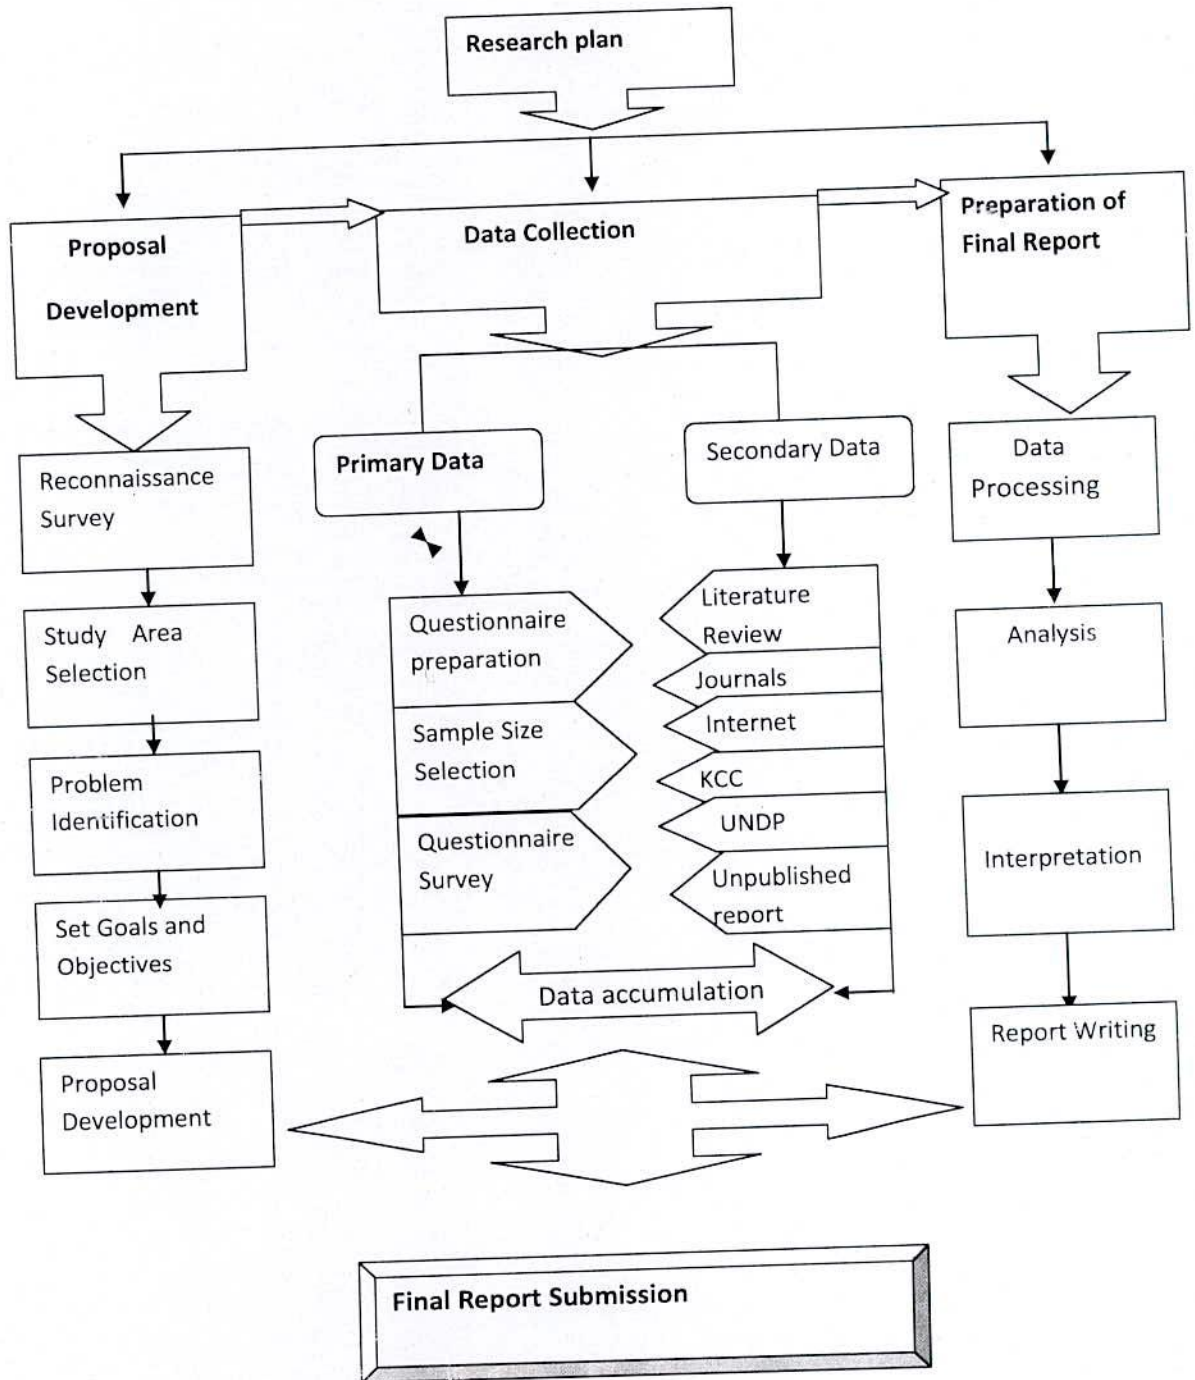 Research plan
Proposal
Development
Data Collection
Preparation of
Final Report
Reconnaissance
Survey
Study Area
Selection
Problem
Identification
Set Goals and
Objectives
Proposal
Development
Primary Data
Questionnaire
preparation
Sample Size
Selection
Questionnaire
Survey
Secondary Data
Literature
Review
Journals
Internet
KCC
UNDP
Unpublished
report
Data accumulation
Data
Processing
Analysis
Interpretation
Report Writing
Final Report Submission